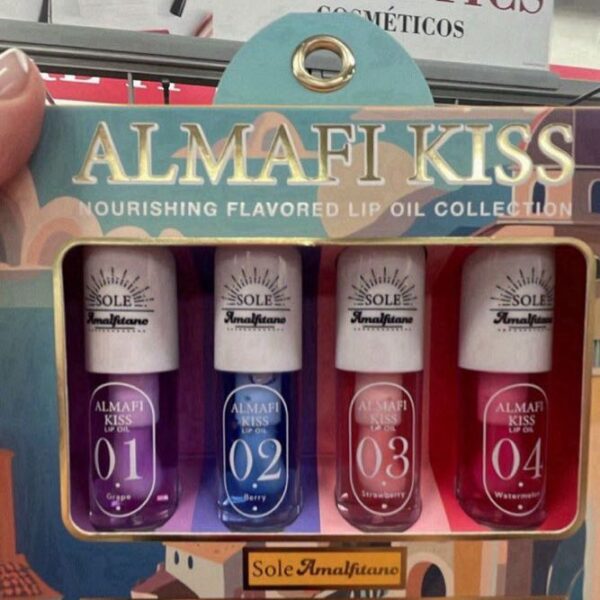 COSMÉTICOS
ALMAFI KISS
NOURISHING FLAVORED LIP OIL COLLECTION
SOLE
Amalfitano
SOLE
Amalfitano
SOLE
Amalfitano
SOLE
Amalfitano
ALMAFI
KISS
LIP OIL
01
Grape
ALMAFI
KISS
LIP OIL
02
Berry
ALMAFI
KISS
LIP OIL
03
Strawberry
ALMAFI
KISS
LIP OIL
04
Watermelon
Sole Amalfitano